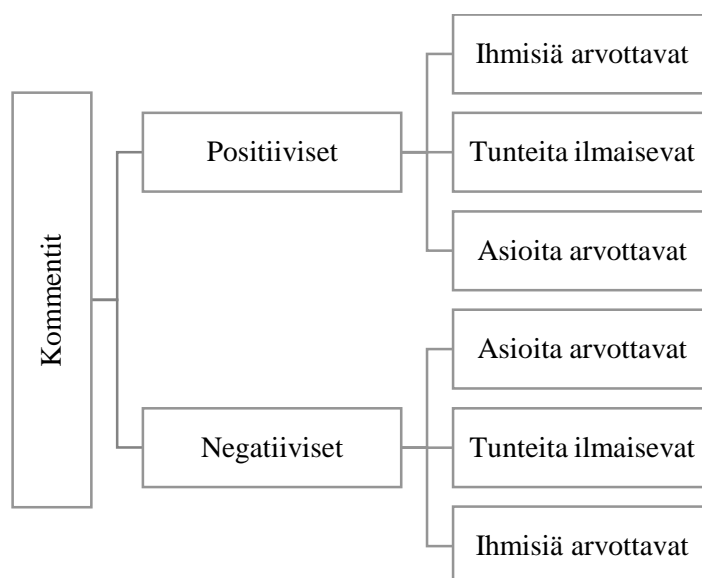 Kommentit
Positiiviset
Ihmisiä arvottavat
Tunteita ilmaisevat
Asioita arvottavat
Negatiiviset
Asioita arvottavat
Tunteita ilmaisevat
Ihmisiä arvottavat